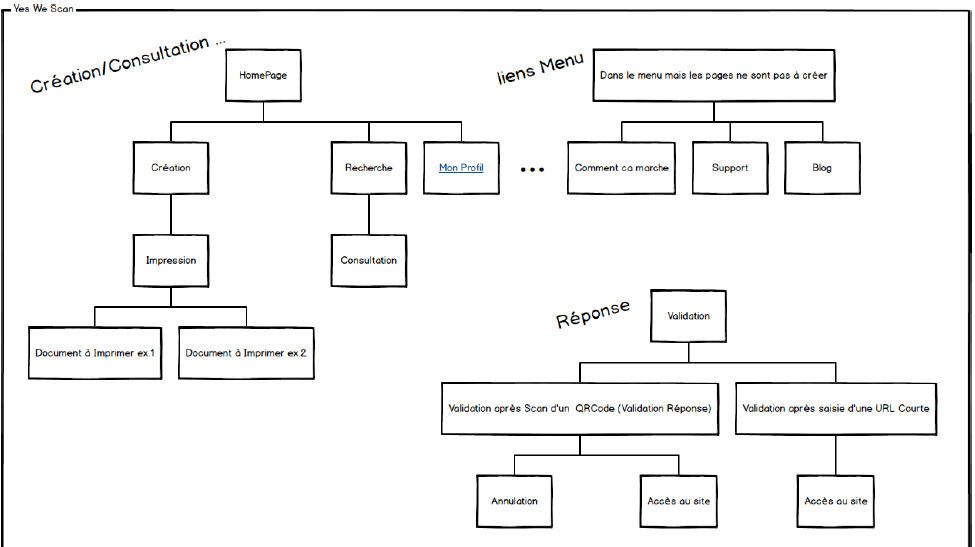 Yes We Scan
Création/Consultation ...
HomePage
liens Menu
Dans le menu mais les pages ne sont pas à créer
Création
Recherche
Mon Profil
...
Comment ca marche
Support
Blog
Impression
Consultation
Réponse
Validation
Document à Imprimer ex.1
Document à Imprimer ex.2
Validation après Scan d'un QRCode (Validation Réponse)
Validation après saisie d'une URL Courte
Annulation
Accès au site
Accès au site